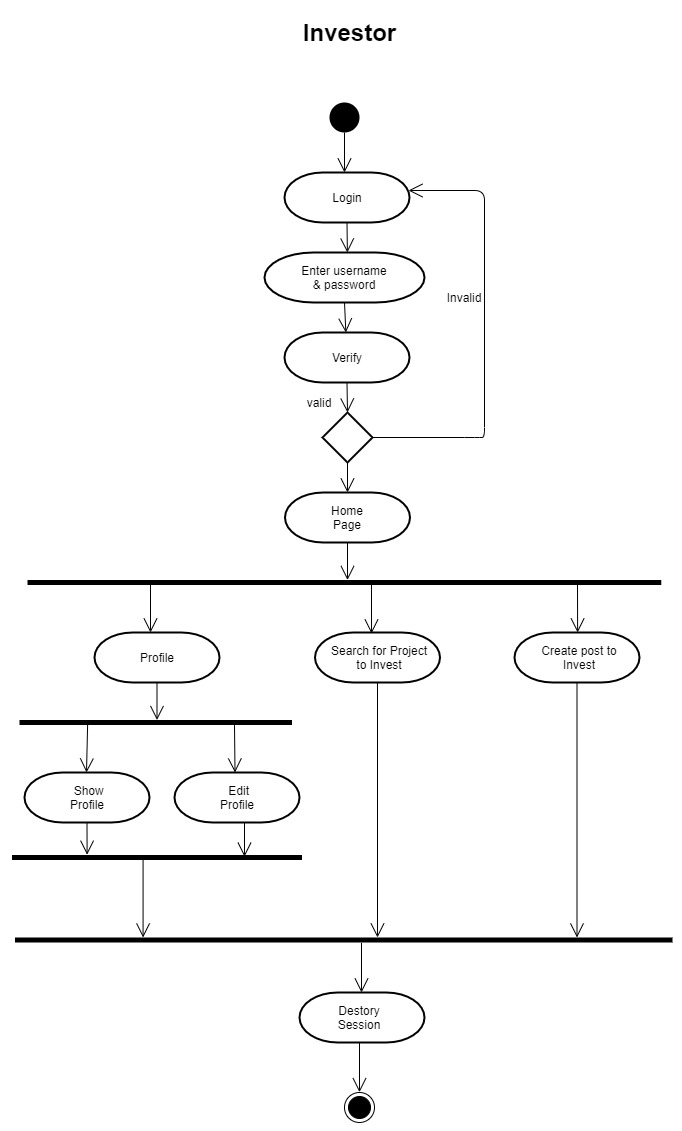 Investor
Login
Enter username
& password
Invalid
Verify
valid
Home
Page
Profile
Search for Project
to Invest
Create post to
Invest
Show
Profile
Edit
Profile
Destory
Session